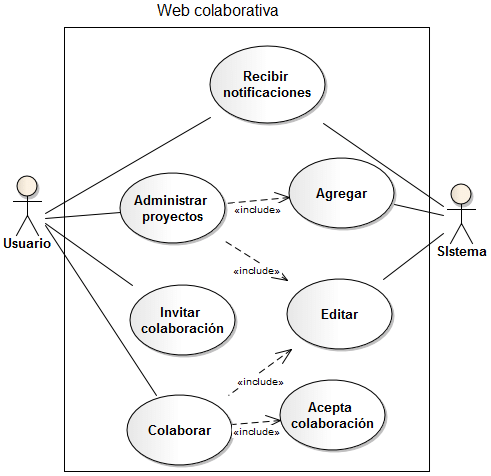 Web colaborativa
Recibir
notificaciones
Administrar
proyectos
«include»
Agregar
Usuario
SIstema
«include»
Invitar
colaboración
Editar
«include»
Colaborar
«include»
Acepta
colaboración